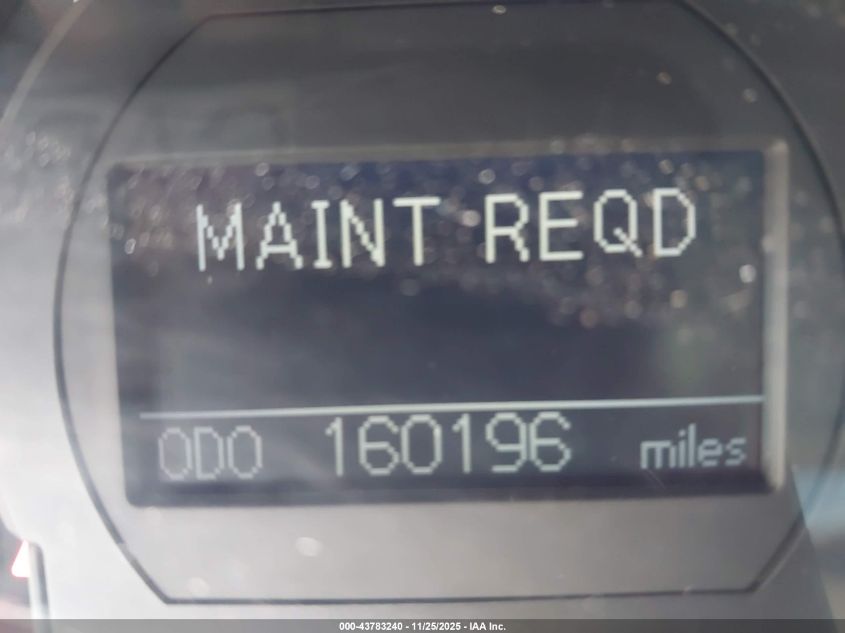 MAINT REQD
ODO 160196 miles
000-43783240 - 11/25/2025 - IAA Inc.